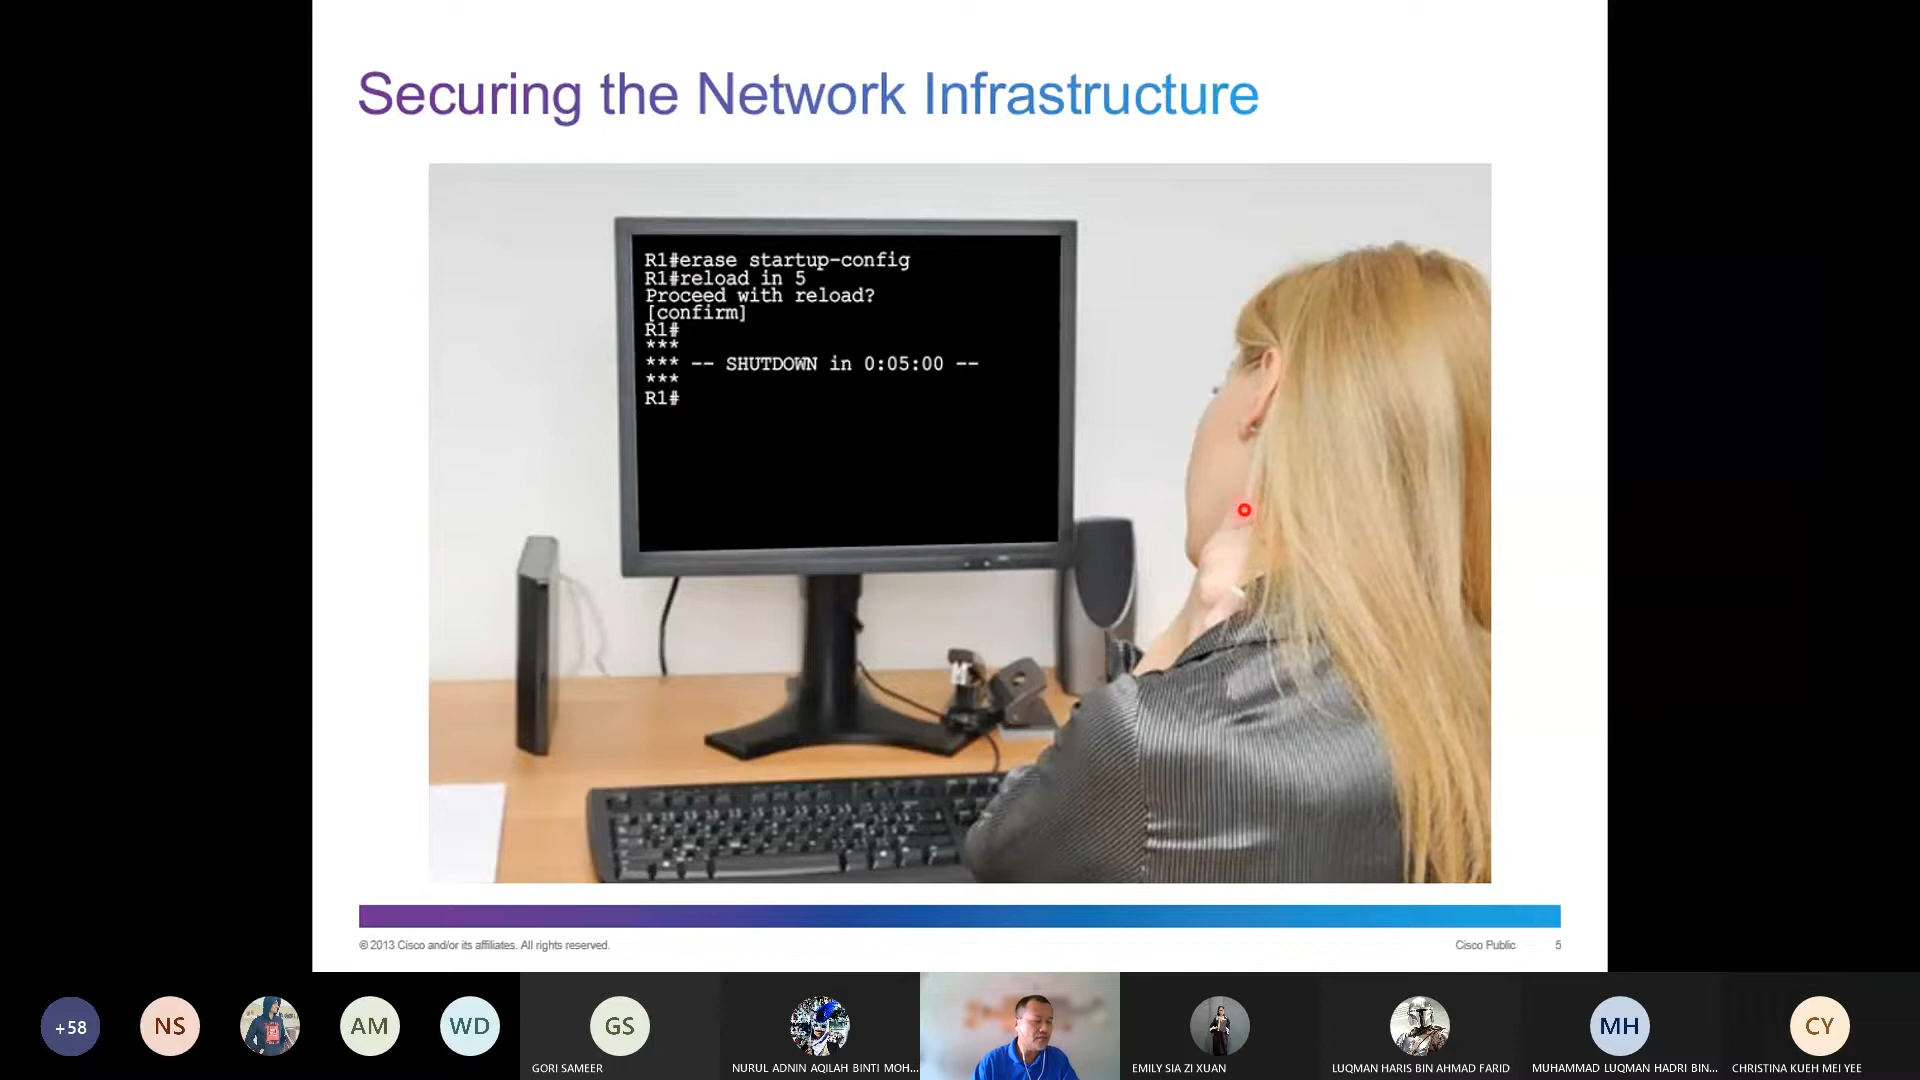 Securing the Network Infrastructure
R1#erase startup-config
R1#reload in 5
Proceed with reload?
[confirm]
R1#
***
*** -- SHUTDOWN in 0:05:00 --
***
R1#
© 2013 Cisco and/or its affiliates. All rights reserved.
Cisco Public 5
+58
NS
AM
WD
GS
MH
CY
GORI SAMEER
NURUL ADNIN AQILAH BINTI MOH...
EMILY SIA ZI XUAN
LUQMAN HARIS BIN AHMAD FARID
MUHAMMAD LUQMAN HADRI BIN...
CHRISTINA KUEH MEI YEE